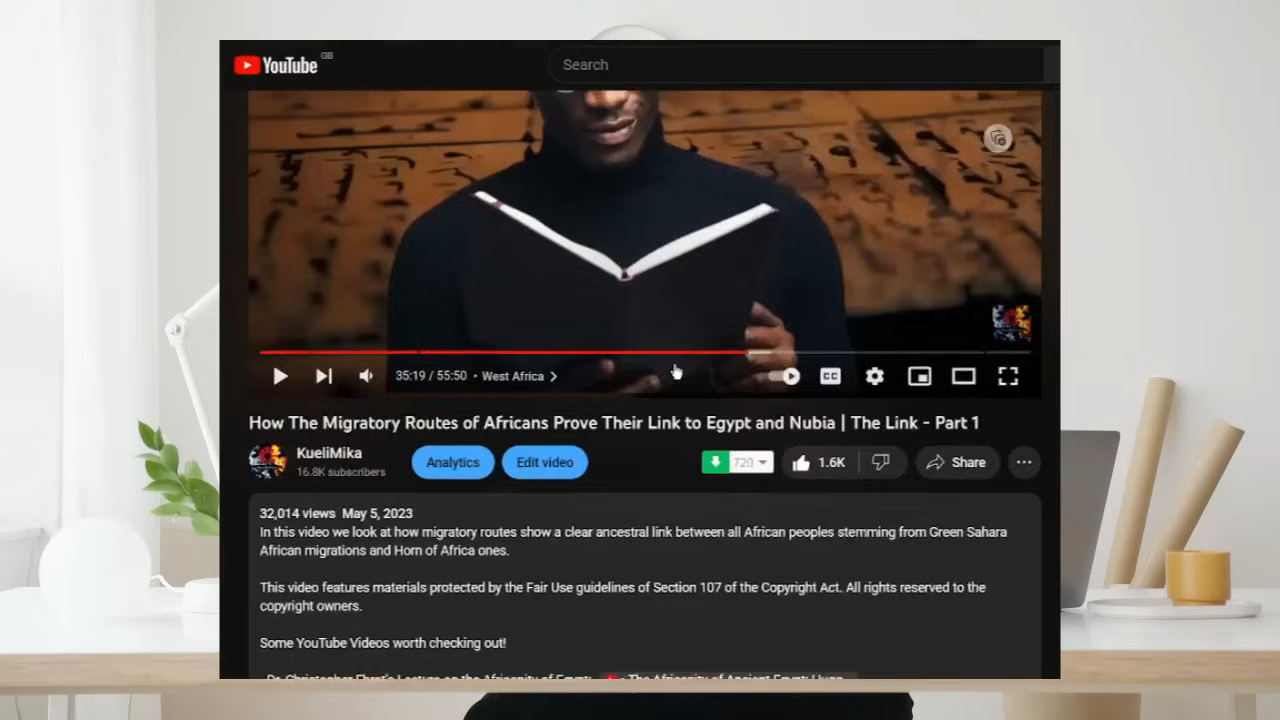 YouTube GB
Search
35:19 / 55:50 • West Africa
CC
How The Migratory Routes of Africans Prove Their Link to Egypt and Nubia | The Link - Part 1
KueliMika
16.8K subscribers
Analytics
Edit video
720
1.6K
Share
32,014 views May 5, 2023
In this video we look at how migratory routes show a clear ancestral link between all African peoples stemming from Green Sahara
African migrations and Horn of Africa ones.
This video features materials protected by the Fair Use guidelines of Section 107 of the Copyright Act. All rights reserved to the
copyright owners.
Some YouTube Videos worth checking out!